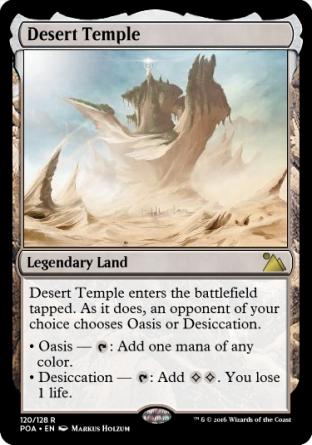 Desert Temple
Legendary Land
Desert Temple enters the battlefield
tapped. As it does, an opponent of your
choice chooses Oasis or Desiccation.
• Oasis — : Add one mana of any
color.
• Desiccation — : Add . You lose
1 life.
120/128 R
POA • EN Markus Holzum
™ & © 2016 Wizards of the Coast